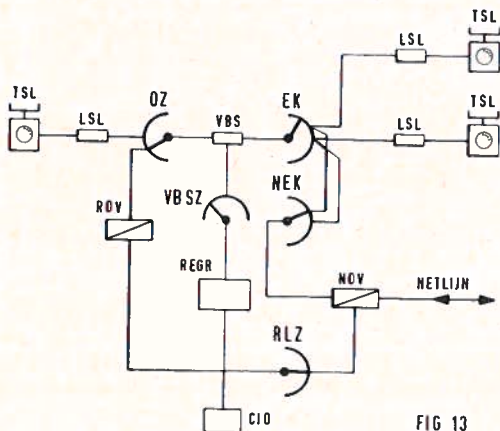 TSL
LSL
TSL
TSL
LSL
OZ
VBS
EK
LSL
VBSZ
NEK
ROV
REGR
NOV
NETLIJN
RLZ
CIO
FIG 13